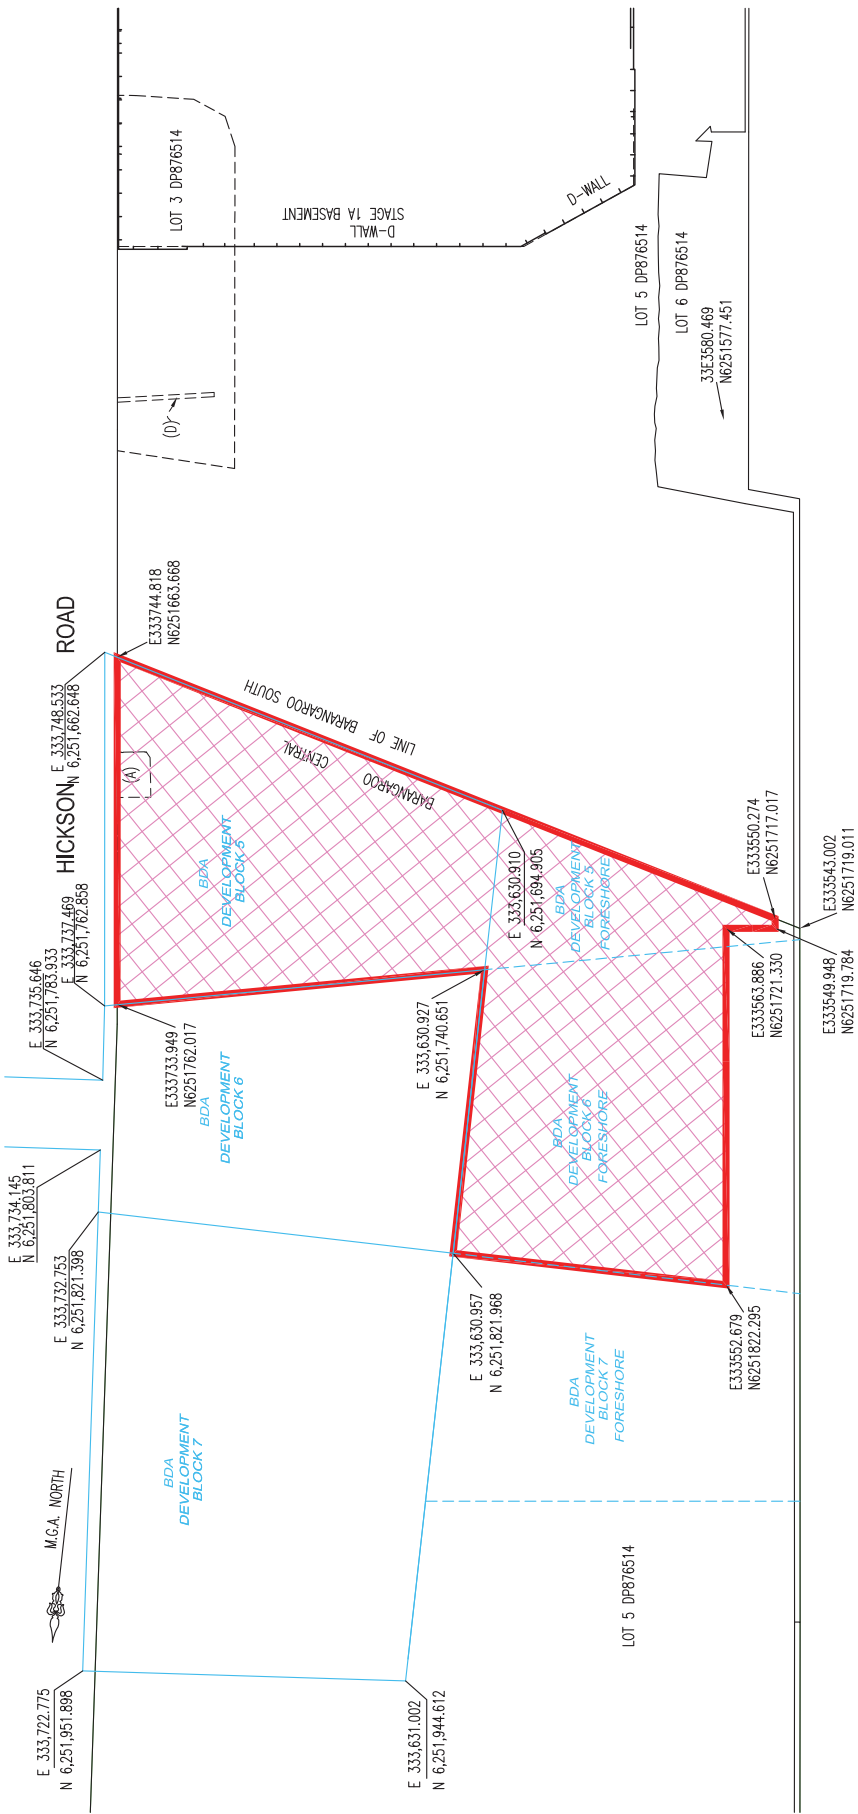 HICKSON ROAD
LOT 3 DP876514
D-WALL
STAGE 1A BASEMENT
D-WALL
LOT 5 DP876514
LOT 6 DP876514
33E3580.469
N6251577.451
(D)
E333744.818
N6251663.668
E 333,748.533
N 6,251,662.648
LINE OF BARANGAROO SOUTH
BARANGAROO CENTRAL
(A)
BDA
DEVELOPMENT
BLOCK 5
E 333,737.469
N 6,251,762.858
E 333,735.646
N 6,251,783.933
E333733.949
N6251762.017
E 333,630.910
N 6,251,694.905
BDA
DEVELOPMENT
BLOCK 5
FORESHORE
E333550.274
N6251717.017
E333543.002
N6251719.011
E333549.948
N6251719.784
E333563.886
N6251721.330
E 333,630.927
N 6,251,740.651
BDA
DEVELOPMENT
BLOCK 6
BDA
DEVELOPMENT
BLOCK 6
FORESHORE
E 333,734.145
N 6,251,803.811
E 333,732.753
N 6,251,821.398
E 333,630.957
N 6,251,821.968
E333552.679
N6251822.295
BDA
DEVELOPMENT
BLOCK 7
FORESHORE
BDA
DEVELOPMENT
BLOCK 7
M.G.A. NORTH
LOT 5 DP876514
E 333,722.775
N 6,251,951.898
E 333,631.002
N 6,251,944.612